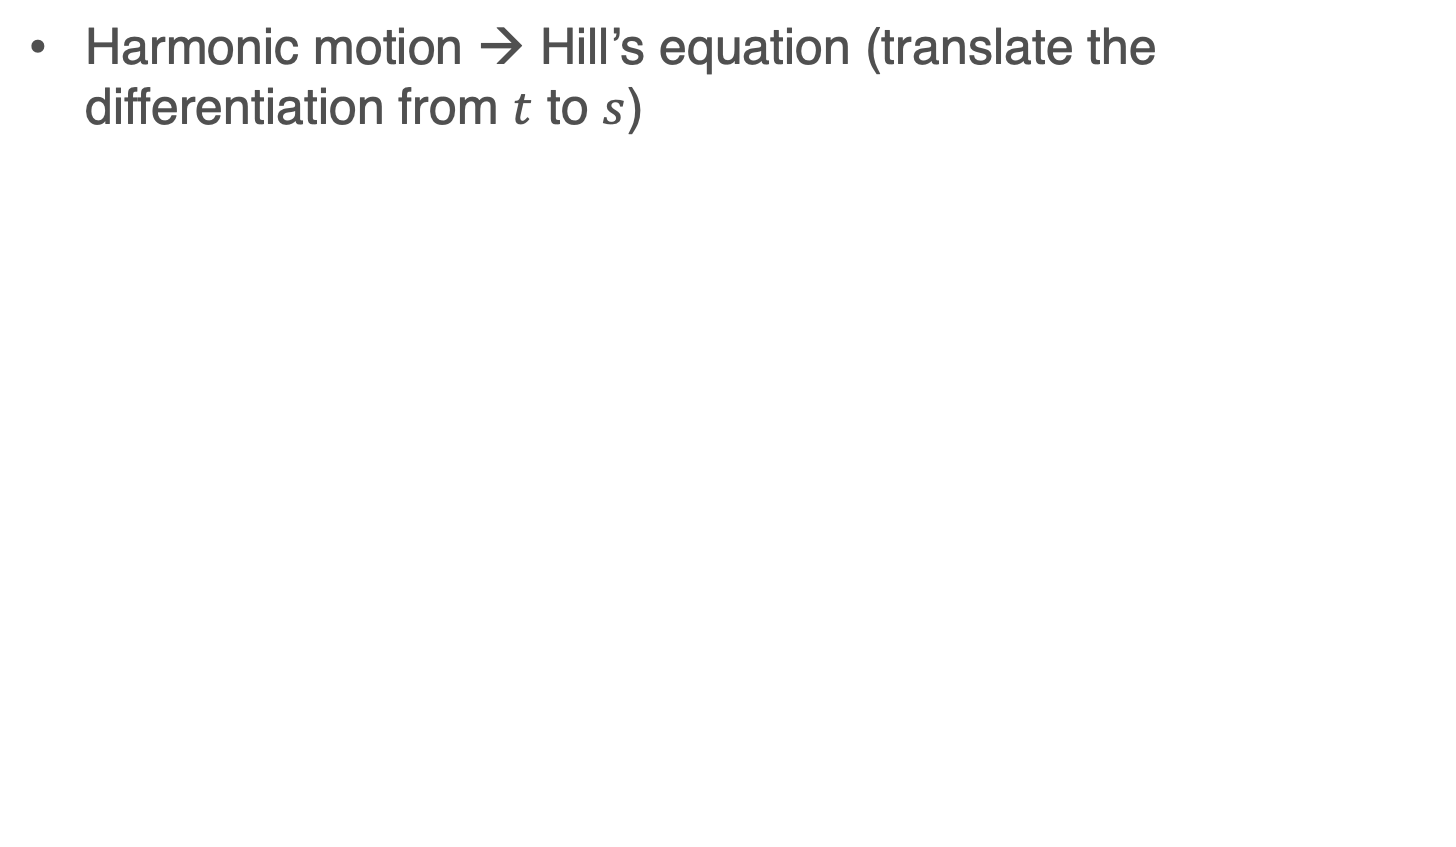 • Harmonic motion → Hill’s equation (translate the
differentiation from t to s)